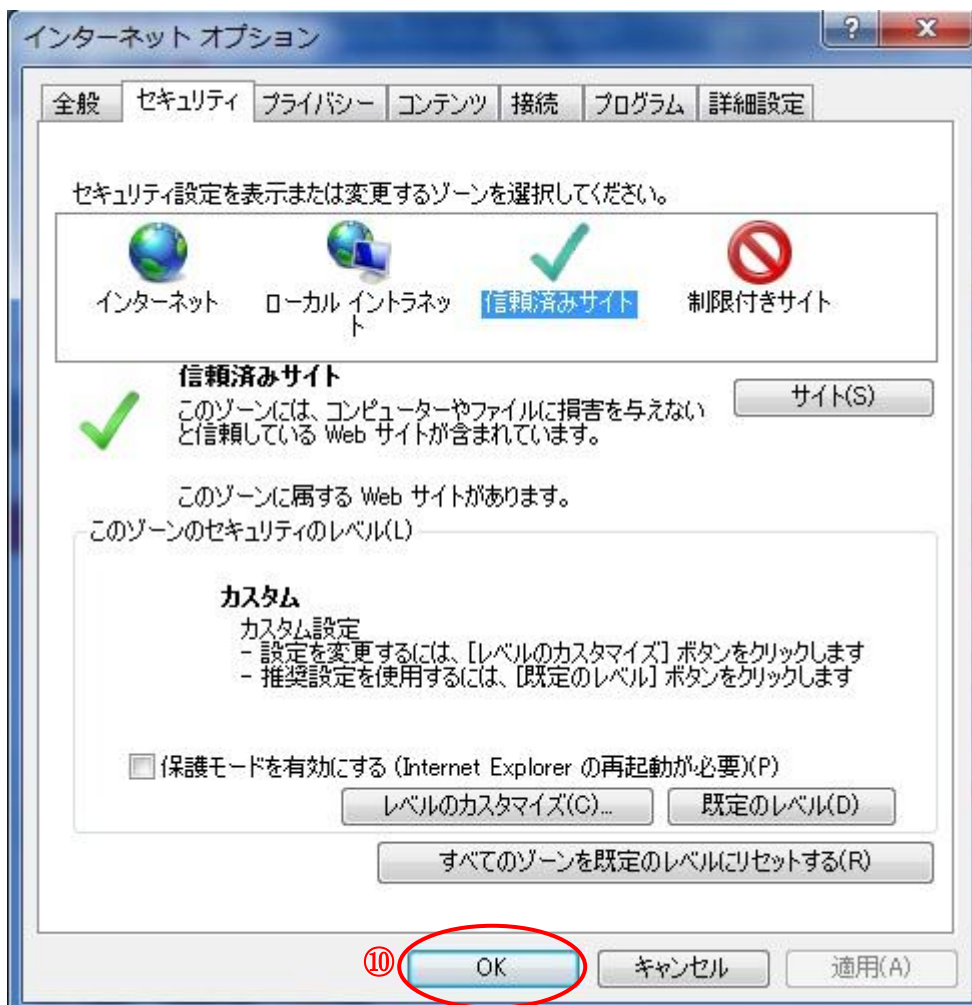 インターネット オプション
?
X
全般 セキュリティ プライバシー コンテンツ 接続 プログラム 詳細設定
セキュリティ設定を表示または変更するゾーンを選択してください。
インターネット
ローカル イントラネッ
ト
信頼済みサイト
制限付きサイト
信頼済みサイト
このゾーンには、コンピューターやファイルに損害を与えない
と信頼している Web サイトが含まれています。
サイト(S)
このゾーンに属する Web サイトがあります。
このゾーンのセキュリティのレベル(L)
カスタム
カスタム設定
- 設定を変更するには、[レベルのカスタマイズ] ボタンをクリックします
- 推奨設定を使用するには、[既定のレベル] ボタンをクリックします
保護モードを有効にする (Internet Explorer の再起動が必要)(P)
レベルのカスタマイズ(C)... 既定のレベル(D)
すべてのゾーンを既定のレベルにリセットする(R)
⑩ OK キャンセル 適用(A)